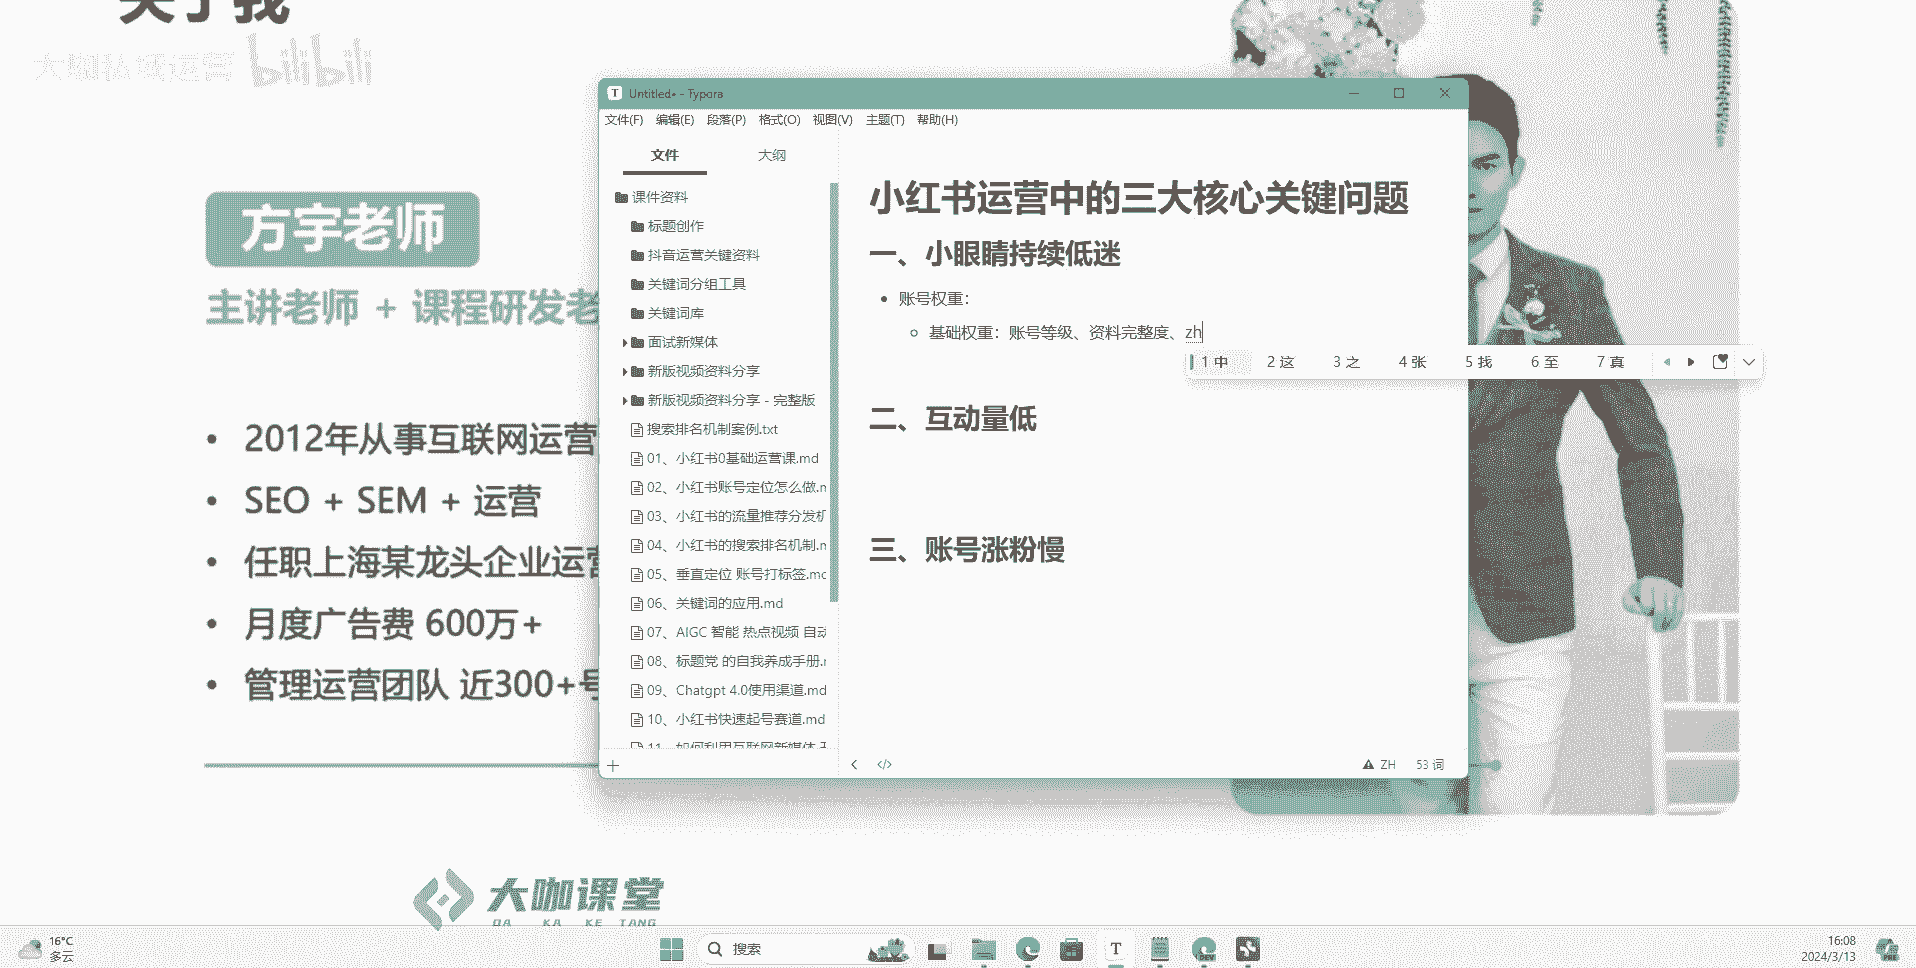 关于我
大咖私域运营 bilibili
方宇老师
主讲老师 + 课程研发老
2012年从事互联网运营
SEO + SEM + 运营
任职上海某龙头企业运营
月度广告费 600万+
管理运营团队 近300+号
大咖课堂
DA KA KE TANG
Untitled• - Typora
文件(F) 编辑(E) 段落(P) 格式(O) 视图(V) 主题(T) 帮助(H)
文件 大纲
课件资料
标题创作
抖音运营关键资料
关键词分组工具
关键词库
面试新媒体
新版视频资料分享
新版视频资料分享 - 完整版
搜索排名机制案例.txt
01、小红书0基础运营课.md
02、小红书账号定位怎么做.m
03、小红书的流量推荐分发机
04、小红书的搜索排名机制.m
05、垂直定位 账号打标签.md
06、关键词的应用.md
07、AIGC 智能 热点视频 自动
08、标题党 的自我养成手册.m
09、Chatgpt 4.0使用渠道.md
10、小红书快速起号赛道.md
11、如何利用互联网新媒体
小红书运营中的三大核心关键问题
一、小眼睛持续低迷
账号权重：
基础权重：账号等级、资料完整度、zh
1 中 2 这 3 之 4 张 5 找 6 至 7 真
二、互动量低
三、账号涨粉慢
ZH 53 词
16°C
多云
搜索
T
DEV
16:08
2024/3/13
PRE